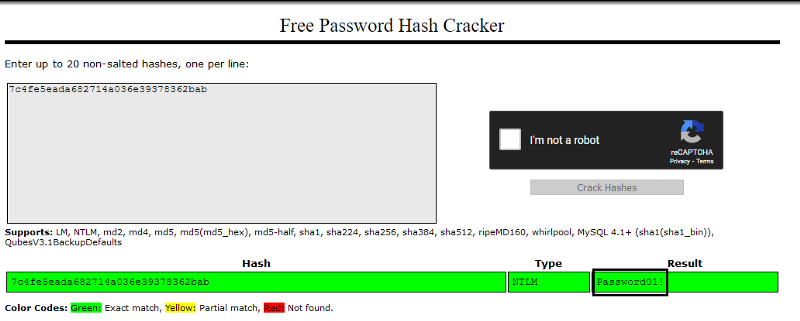 Free Password Hash Cracker
Enter up to 20 non-salted hashes, one per line:
7c4fe5eada682714a036e39378362bab
I'm not a robot
reCAPTCHA
Privacy - Terms
Crack Hashes
Supports: LM, NTLM, md2, md4, md5, md5(md5_hex), md5-half, sha1, sha224, sha256, sha384, sha512, ripeMD160, whirlpool, MySQL 4.1+ (sha1(sha1_bin)),
QubesV3.1BackupDefaults
Hash Type Result
7c4fe5eada682714a036e39378362bab NTLM Password01!
Color Codes: Green: Exact match, Yellow: Partial match, Red: Not found.